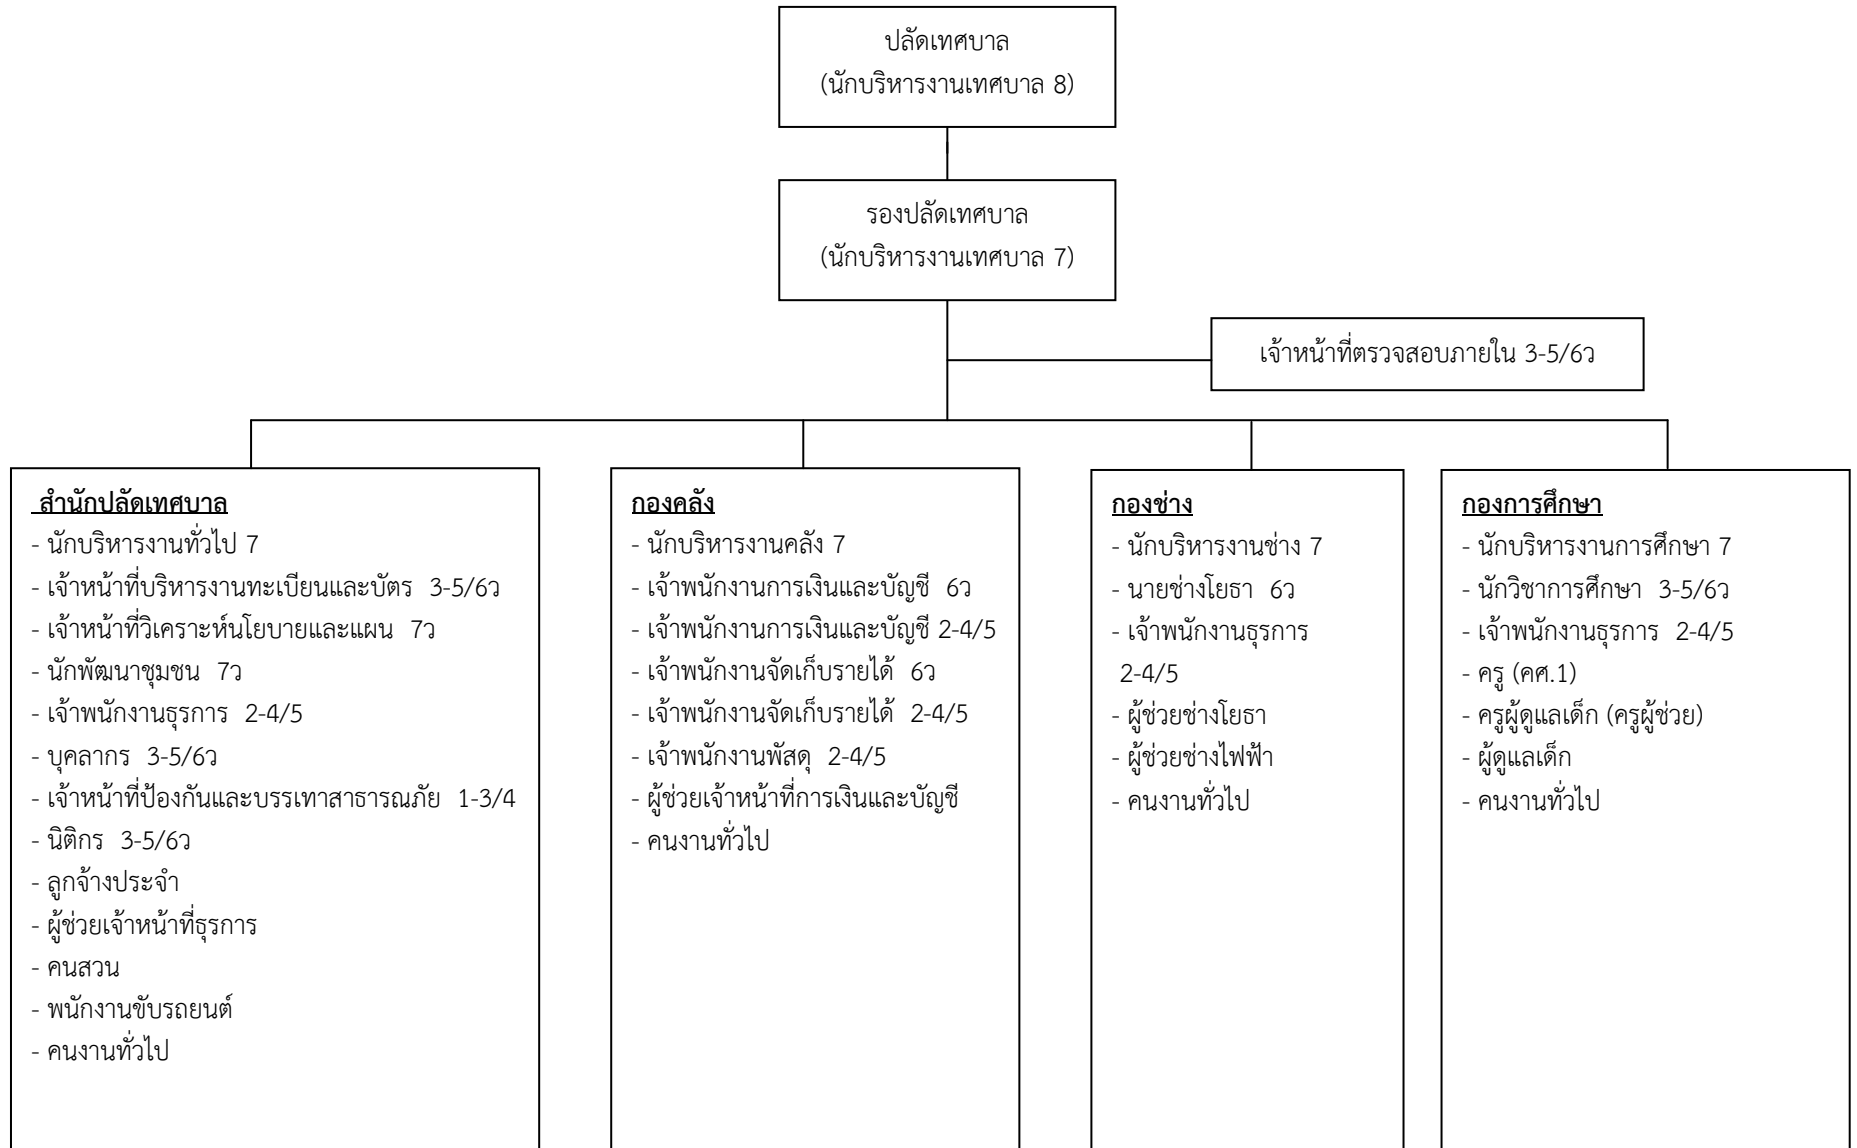 ปลัดเทศบาล
(นักบริหารงานเทศบาล 8)
รองปลัดเทศบาล
(นักบริหารงานเทศบาล 7)
เจ้าหน้าที่ตรวจสอบภายใน 3-5/6ว
สำนักปลัดเทศบาล
- นักบริหารงานทั่วไป 7
- เจ้าหน้าที่บริหารงานทะเบียนและบัตร 3-5/6ว
- เจ้าหน้าที่วิเคราะห์นโยบายและแผน 7ว
- นักพัฒนาชุมชน 7ว
- เจ้าพนักงานธุรการ 2-4/5
- บุคลากร 3-5/6ว
- เจ้าหน้าที่ป้องกันและบรรเทาสาธารณภัย 1-3/4
- นิติกร 3-5/6ว
- ลูกจ้างประจำ
- ผู้ช่วยเจ้าหน้าที่ธุรการ
- คนสวน
- พนักงานขับรถยนต์
- คนงานทั่วไป
กองคลัง
- นักบริหารงานคลัง 7
- เจ้าพนักงานการเงินและบัญชี 6ว
- เจ้าพนักงานการเงินและบัญชี 2-4/5
- เจ้าพนักงานจัดเก็บรายได้ 6ว
- เจ้าพนักงานจัดเก็บรายได้ 2-4/5
- เจ้าพนักงานพัสดุ 2-4/5
- ผู้ช่วยเจ้าหน้าที่การเงินและบัญชี
- คนงานทั่วไป
กองช่าง
- นักบริหารงานช่าง 7
- นายช่างโยธา 6ว
- เจ้าพนักงานธุรการ
2-4/5
- ผู้ช่วยช่างโยธา
- ผู้ช่วยช่างไฟฟ้า
- คนงานทั่วไป
กองการศึกษา
- นักบริหารงานการศึกษา 7
- นักวิชาการศึกษา 3-5/6ว
- เจ้าพนักงานธุรการ 2-4/5
- ครู (คศ.1)
- ครูผู้ดูแลเด็ก (ครูผู้ช่วย)
- ผู้ดูแลเด็ก
- คนงานทั่วไป